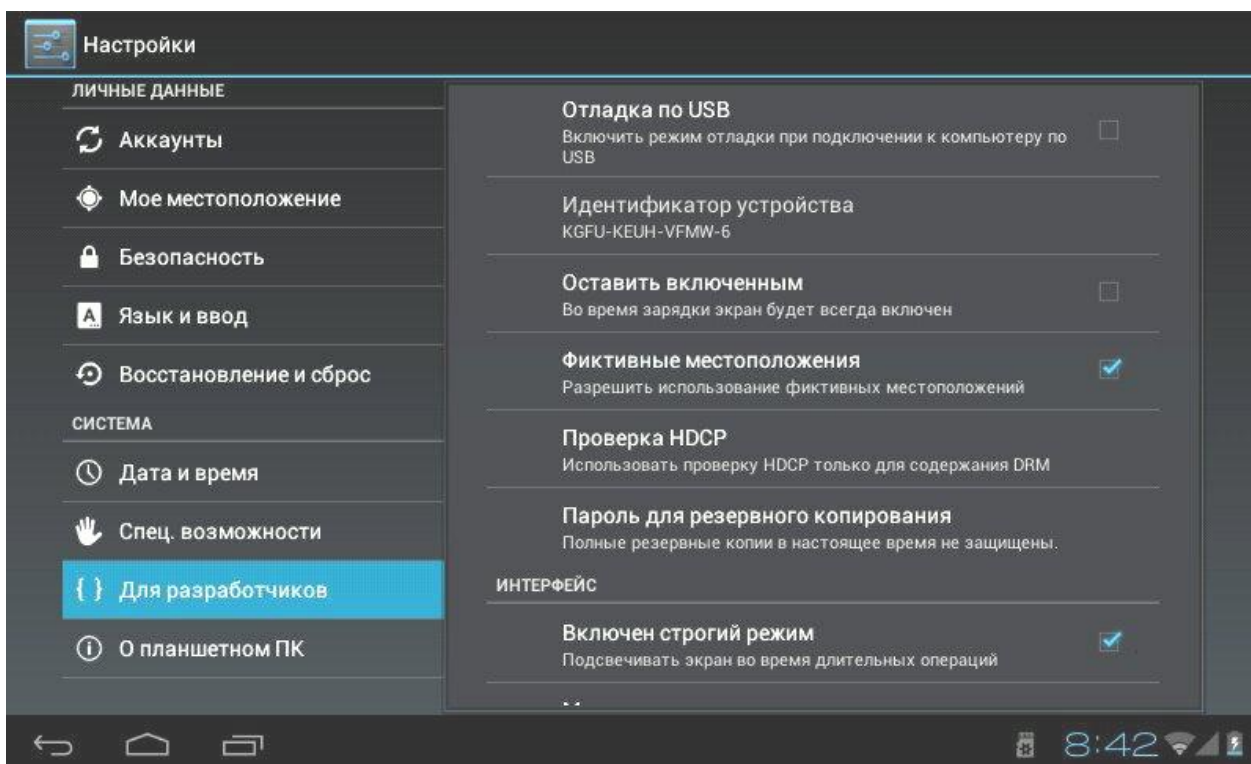 Настройки
ЛИЧНЫЕ ДАННЫЕ
Аккаунты
Мое местоположение
Безопасность
Язык и ввод
Восстановление и сброс
СИСТЕМА
Дата и время
Спец. возможности
{ } Для разработчиков
О планшетном ПК
Отладка по USB
Включить режим отладки при подключении к компьютеру по
USB
Идентификатор устройства
KGFU-KEUH-VFMW-6
Оставить включенным
Во время зарядки экран будет всегда включен
Фиктивные местоположения
Разрешить использование фиктивных местоположений
Проверка HDCP
Использовать проверку HDCP только для содержания DRM
Пароль для резервного копирования
Полные резервные копии в настоящее время не защищены.
ИНТЕРФЕЙС
Включен строгий режим
Подсвечивать экран во время длительных операций
8:42